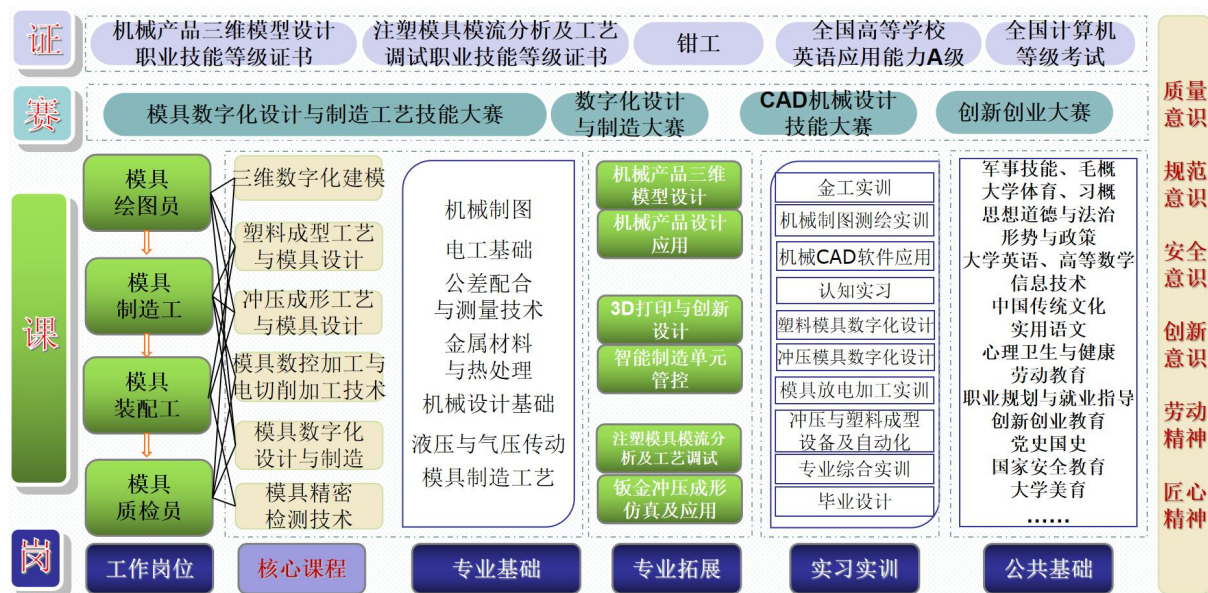 证
机械产品三维模型设计
职业技能等级证书
注塑模具模流分析及工艺
调试职业技能等级证书
钳工
全国高等学校
英语应用能力A级
全国计算机
等级考试
赛
模具数字化设计与制造工艺技能大赛
数字化设计
与制造大赛
CAD机械设计
技能大赛
创新创业大赛
课
模具
绘图员
模具
制造工
模具
装配工
模具
质检员
三维数字化建模
塑料成型工艺
与模具设计
冲压成形工艺
与模具设计
模具数控加工与
电切削加工技术
模具数字化
设计与制造
模具精密
检测技术
机械制图
电工基础
公差配合
与测量技术
金属材料
与热处理
机械设计基础
液压与气压传动
模具制造工艺
机械产品三维
模型设计
机械产品设计
应用
3D打印与创新
设计
智能制造单元
管控
注塑模具模流分
析及工艺调试
钣金冲压成形
仿真及应用
金工实训
机械制图测绘实训
机械CAD软件应用
认知实习
塑料模具数字化设计
冲压模具数字化设计
模具放电加工实训
冲压与塑料成型
设备及自动化
专业综合实训
毕业设计
军事技能、毛概
大学体育、习概
思想道德与法治
形势与政策
大学英语、高等数学
信息技术
中国传统文化
实用语文
心理卫生与健康
劳动教育
职业规划与就业指导
创新创业教育
党史国史
国家安全教育
大学美育
……
岗
工作岗位
核心课程
专业基础
专业拓展
实习实训
公共基础
质量
意识
规范
意识
安全
意识
创新
意识
劳动
精神
匠心
精神